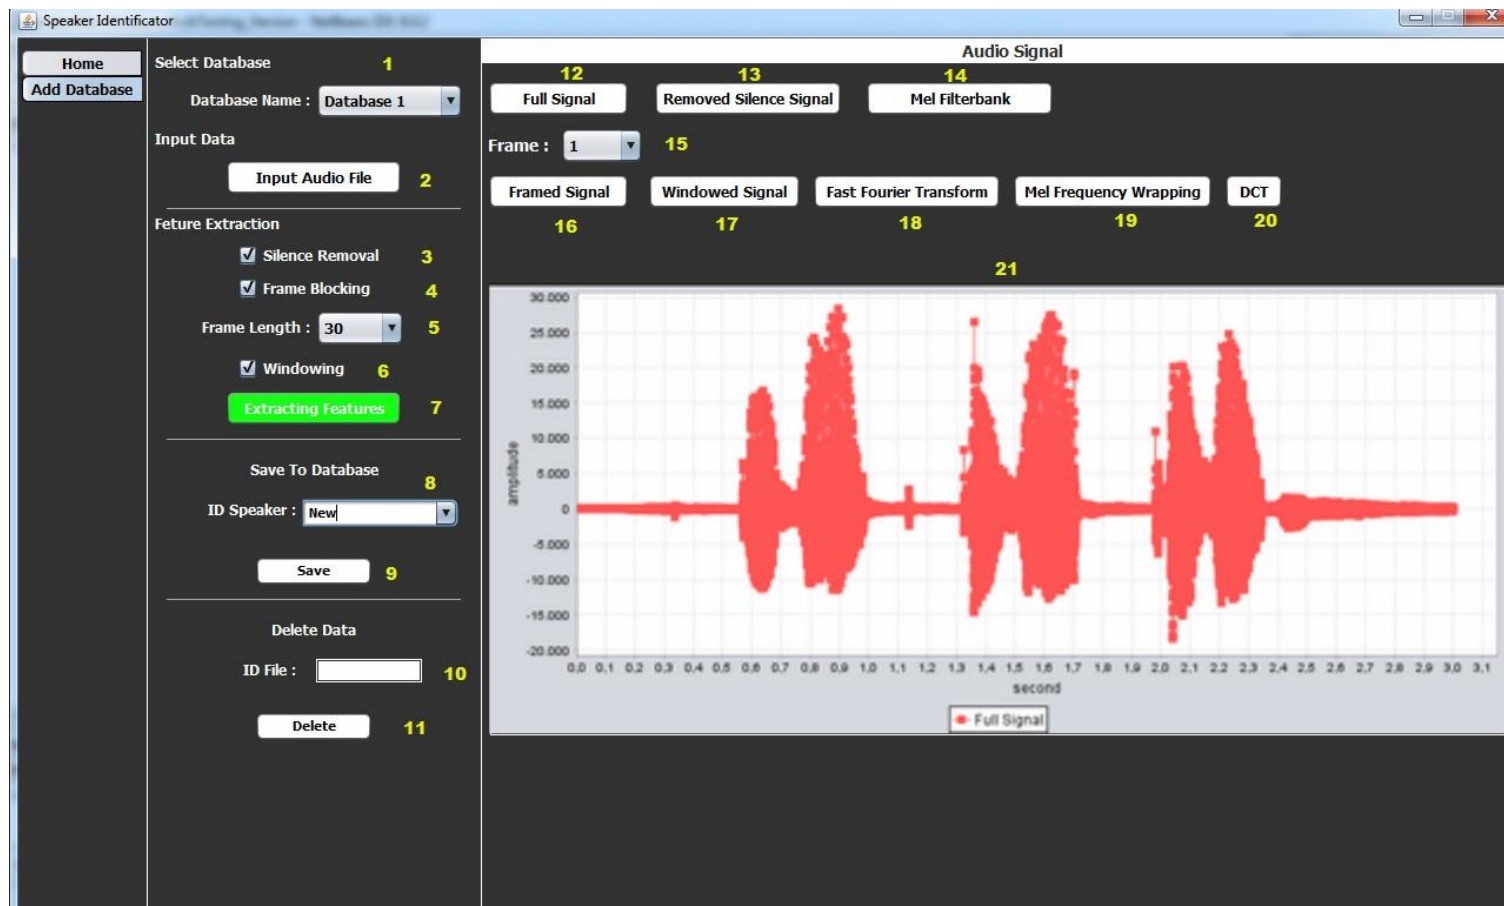 Speaker Identificator
Home
Add Database
Select Database 1
Database Name : Database 1
Input Data
Input Audio File 2
Feture Extraction
Silence Removal 3
Frame Blocking 4
Frame Length : 30 5
Windowing 6
Extracting Features 7
Save To Database
8
ID Speaker : New
Save 9
Delete Data
ID File : 10
Delete 11
Audio Signal
12 13 14
Full Signal Removed Silence Signal Mel Filterbank
Frame : 1 15
Framed Signal Windowed Signal Fast Fourier Transform Mel Frequency Wrapping DCT
16 17 18 19 20
21
30.000
25.000
20.000
15.000
10.000
5.000
0
-5.000
-10.000
-15.000
-20.000
amplitude
0,0 0,1 0,2 0,3 0,4 0,5 0,6 0,7 0,8 0,9 1,0 1,1 1,2 1,3 1,4 1,5 1,6 1,7 1,8 1,9 2,0 2,1 2,2 2,3 2,4 2,5 2,6 2,7 2,8 2,9 3,0 3,1
second
Full Signal